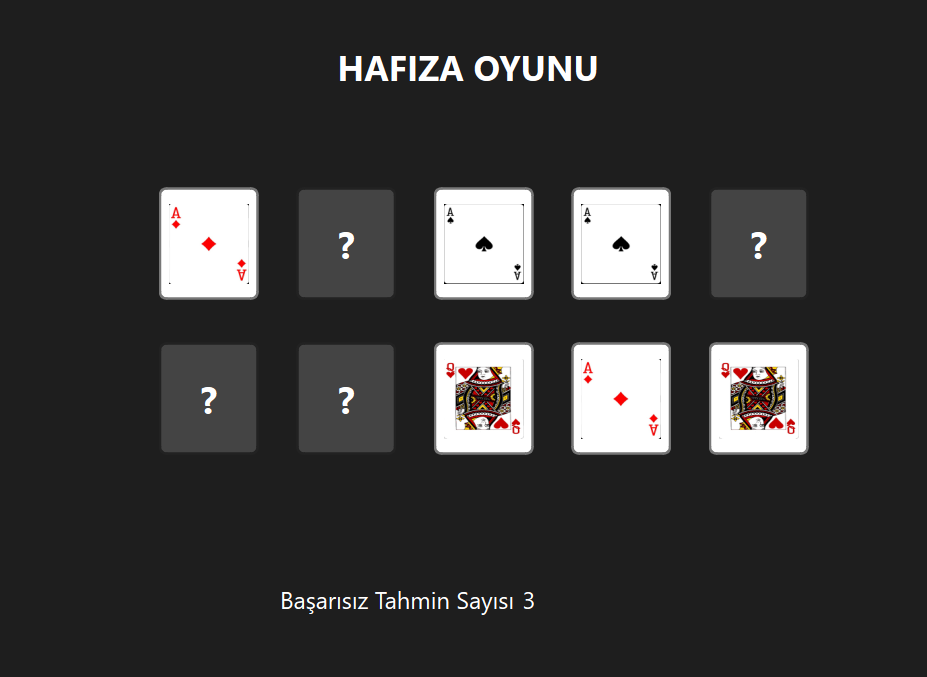 HAFIZA OYUNU
A A ? A A A A ?
? ? Q Q A A Q Q
Başarısız Tahmin Sayısı 3